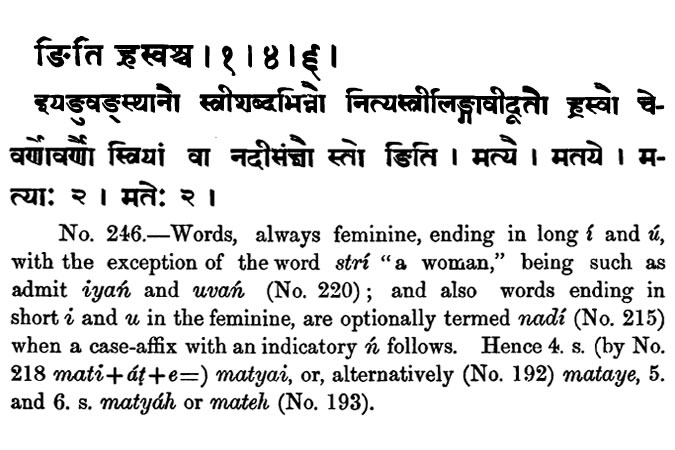 ङिति ह्रस्वश्च । १ । ४ । ६ ।
इयङुवङ्स्थानौ स्त्रीशब्दभिन्नौ नित्यस्त्रीलिङ्गावीदूतौ ह्रस्वौ चे-
वर्णौवर्णौ स्त्रियां वा नदीसंज्ञौ स्तो ङिति । मत्यै । मतये । म-
त्याः २ । मतेः २ ।
No. 246.—Words, always feminine, ending in long í and ú,
with the exception of the word strí “a woman,” being such as
admit iyań and uvań (No. 220); and also words ending in
short i and u in the feminine, are optionally termed nadí (No. 215)
when a case-affix with an indicatory ń follows. Hence 4. s. (by No.
218 mati+áṭ+e=) matyai, or, alternatively (No. 192) mataye, 5.
and 6. s. matyáh or mateh (No. 193).